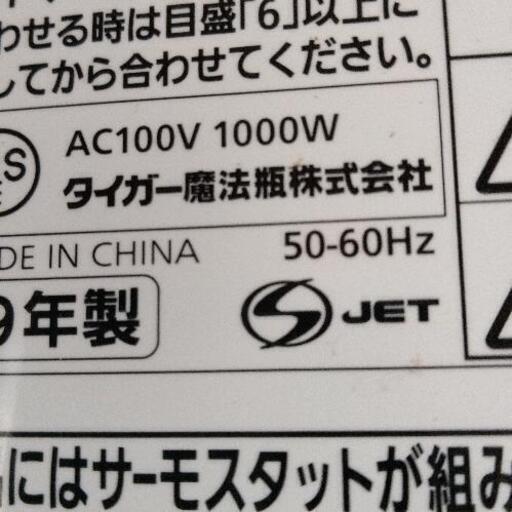 わせる時は目盛「6」以上に
してから合わせてください。
AC100V 1000W
タイガー魔法瓶株式会社
DE IN CHINA
50-60Hz
9年製
S JET
にはサーモスタットが組み